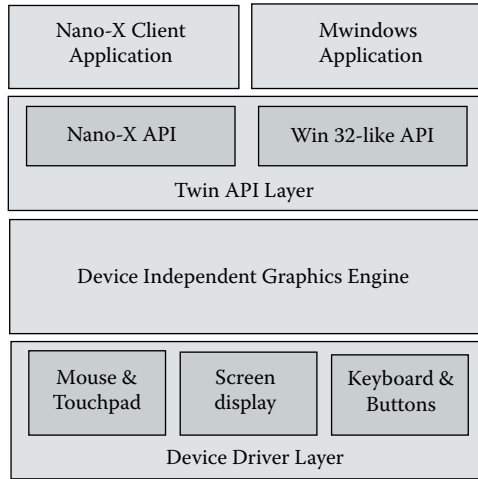 Nano-X Client
Application
Mwindows
Application
Nano-X API
Win 32-like API
Twin API Layer
Device Independent Graphics Engine
Mouse &
Touchpad
Screen
display
Keyboard &
Buttons
Device Driver Layer